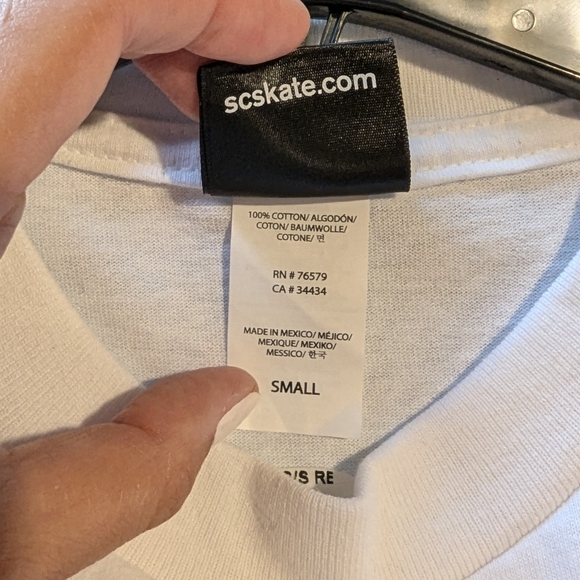 scskate.com
100% COTTON/ ALGODÓN/
COTON/ BAUMWOLLE/
COTONE/ 면
RN # 76579
CA # 34434
MADE IN MEXICO/ MÉJICO/
MEXIQUE/ MEXIKO/
MESSICO/ 한국
SMALL
/S RE